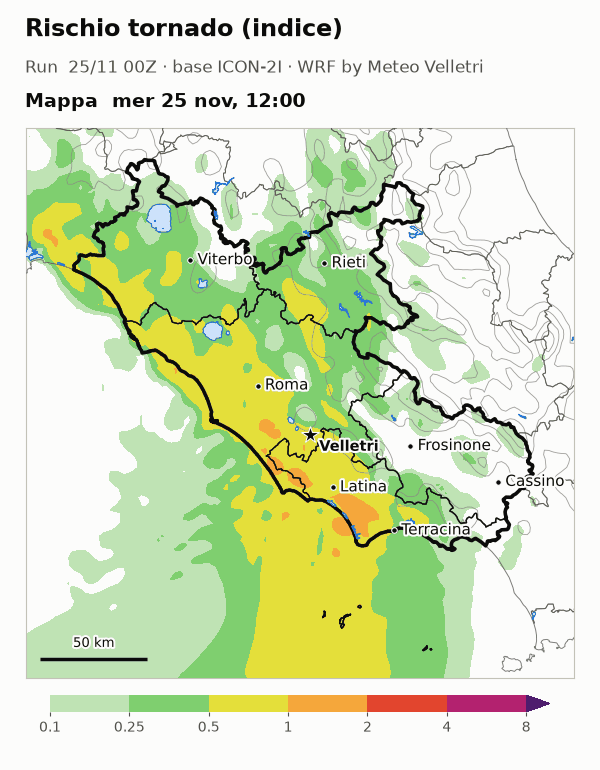 Rischio tornado (indice)
Run  25/11 00Z · base ICON-2I · WRF by Meteo Velletri
Mappa  mer 25 nov, 12:00
Viterbo
Rieti
Roma
Velletri
Frosinone
Cassino
Latina
Terracina
50 km
0.1 0.25 0.5 1 2 4 8